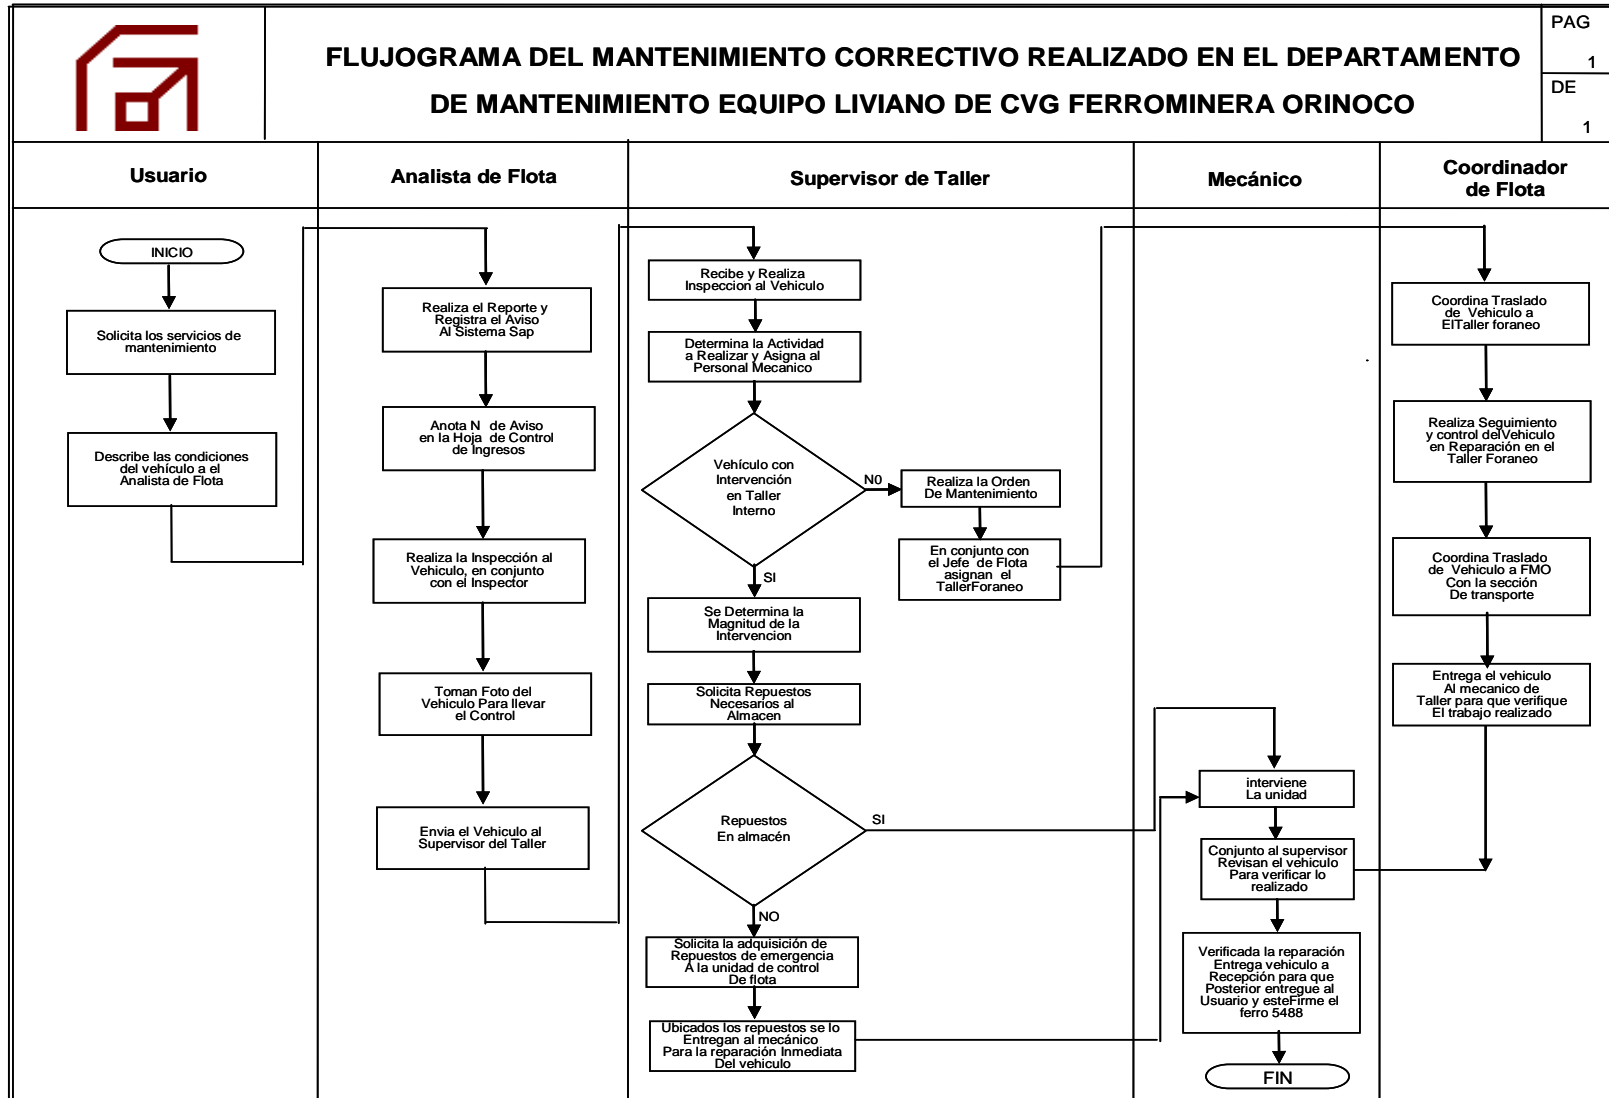 FLUJOGRAMA DEL MANTENIMIENTO CORRECTIVO REALIZADO EN EL DEPARTAMENTO
DE MANTENIMIENTO EQUIPO LIVIANO DE CVG FERROMINERA ORINOCO
PAG
1
DE
1
Usuario
Analista de Flota
Supervisor de Taller
Mecánico
Coordinador
de Flota
INICIO
Solicita los servicios de
mantenimiento
Describe las condiciones
del vehículo a el
Analista de Flota
Realiza el Reporte y
Registra el Aviso
Al Sistema Sap
Anota N  de Aviso
en la Hoja  de Control
de Ingresos
Realiza la Inspección al
Vehiculo, en conjunto
con el Inspector
Toman Foto del
Vehiculo Para llevar
el Control
Envia el Vehiculo al
Supervisor del Taller
Recibe y Realiza
Inspeccion al Vehiculo
Determina la Actividad
a Realizar y Asigna al
Personal Mecanico
Vehículo con
Intervención
en Taller
Interno
N0
Realiza la Orden
De Mantenimiento
En conjunto con
el Jefe  de Flota
asignan  el
TallerForaneo
SI
Se Determina la
Magnitud de la
Intervencion
Solicita Repuestos
Necesarios al
Almacen
Repuestos
En almacén
SI
NO
Solicita la adquisición de
Repuestos de emergencia
A la unidad de control
De flota
Ubicados los repuestos se lo
Entregan al mecánico
Para la reparación Inmediata
Del vehiculo
interviene
La unidad
Conjunto al supervisor
Revisan el vehiculo
Para verificar lo
realizado
Verificada la reparación
Entrega vehiculo a
Recepción para que
Posterior entregue al
Usuario y esteFirme el
ferro 5488
FIN
Coordina Traslado
de  Vehiculo a
ElTaller foraneo
Realiza Seguimiento
y control delVehiculo
en Reparación en el
Taller Foraneo
Coordina Traslado
de  Vehiculo a FMO
Con la sección
De transporte
Entrega el vehiculo
Al mecanico de
Taller para que verifique
El trabajo realizado